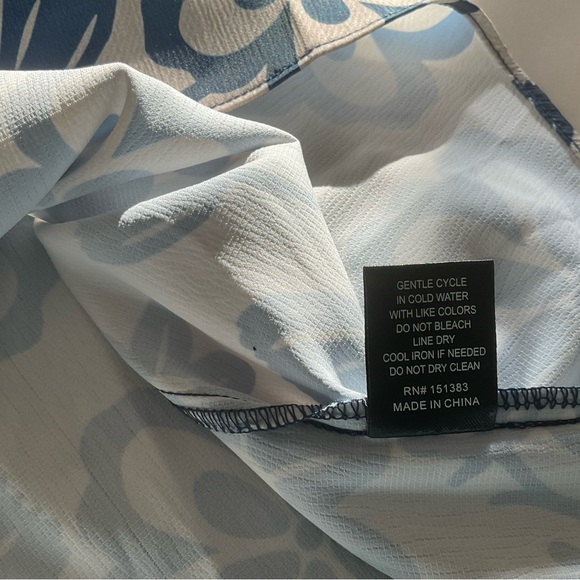 GENTLE CYCLE
IN COLD WATER
WITH LIKE COLORS
DO NOT BLEACH
LINE DRY
COOL IRON IF NEEDED
DO NOT DRY CLEAN
RN# 151383
MADE IN CHINA